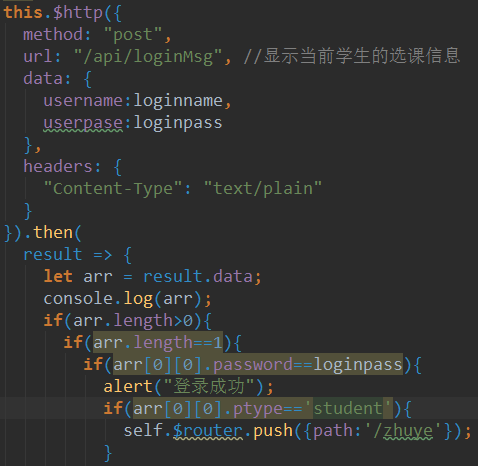 this.$http({
method: "post",
url: "/api/loginMsg", //显示当前学生的选课信息
data: {
username:loginname,
userpase:loginpass
},
headers: {
"Content-Type": "text/plain"
}
}).then(
result => {
let arr = result.data;
console.log(arr);
if(arr.length>0){
if(arr.length==1){
if(arr[0][0].password==loginpass){
alert("登录成功");
if(arr[0][0].ptype=='student'){
self.$router.push({path:'/zhuye'});
}